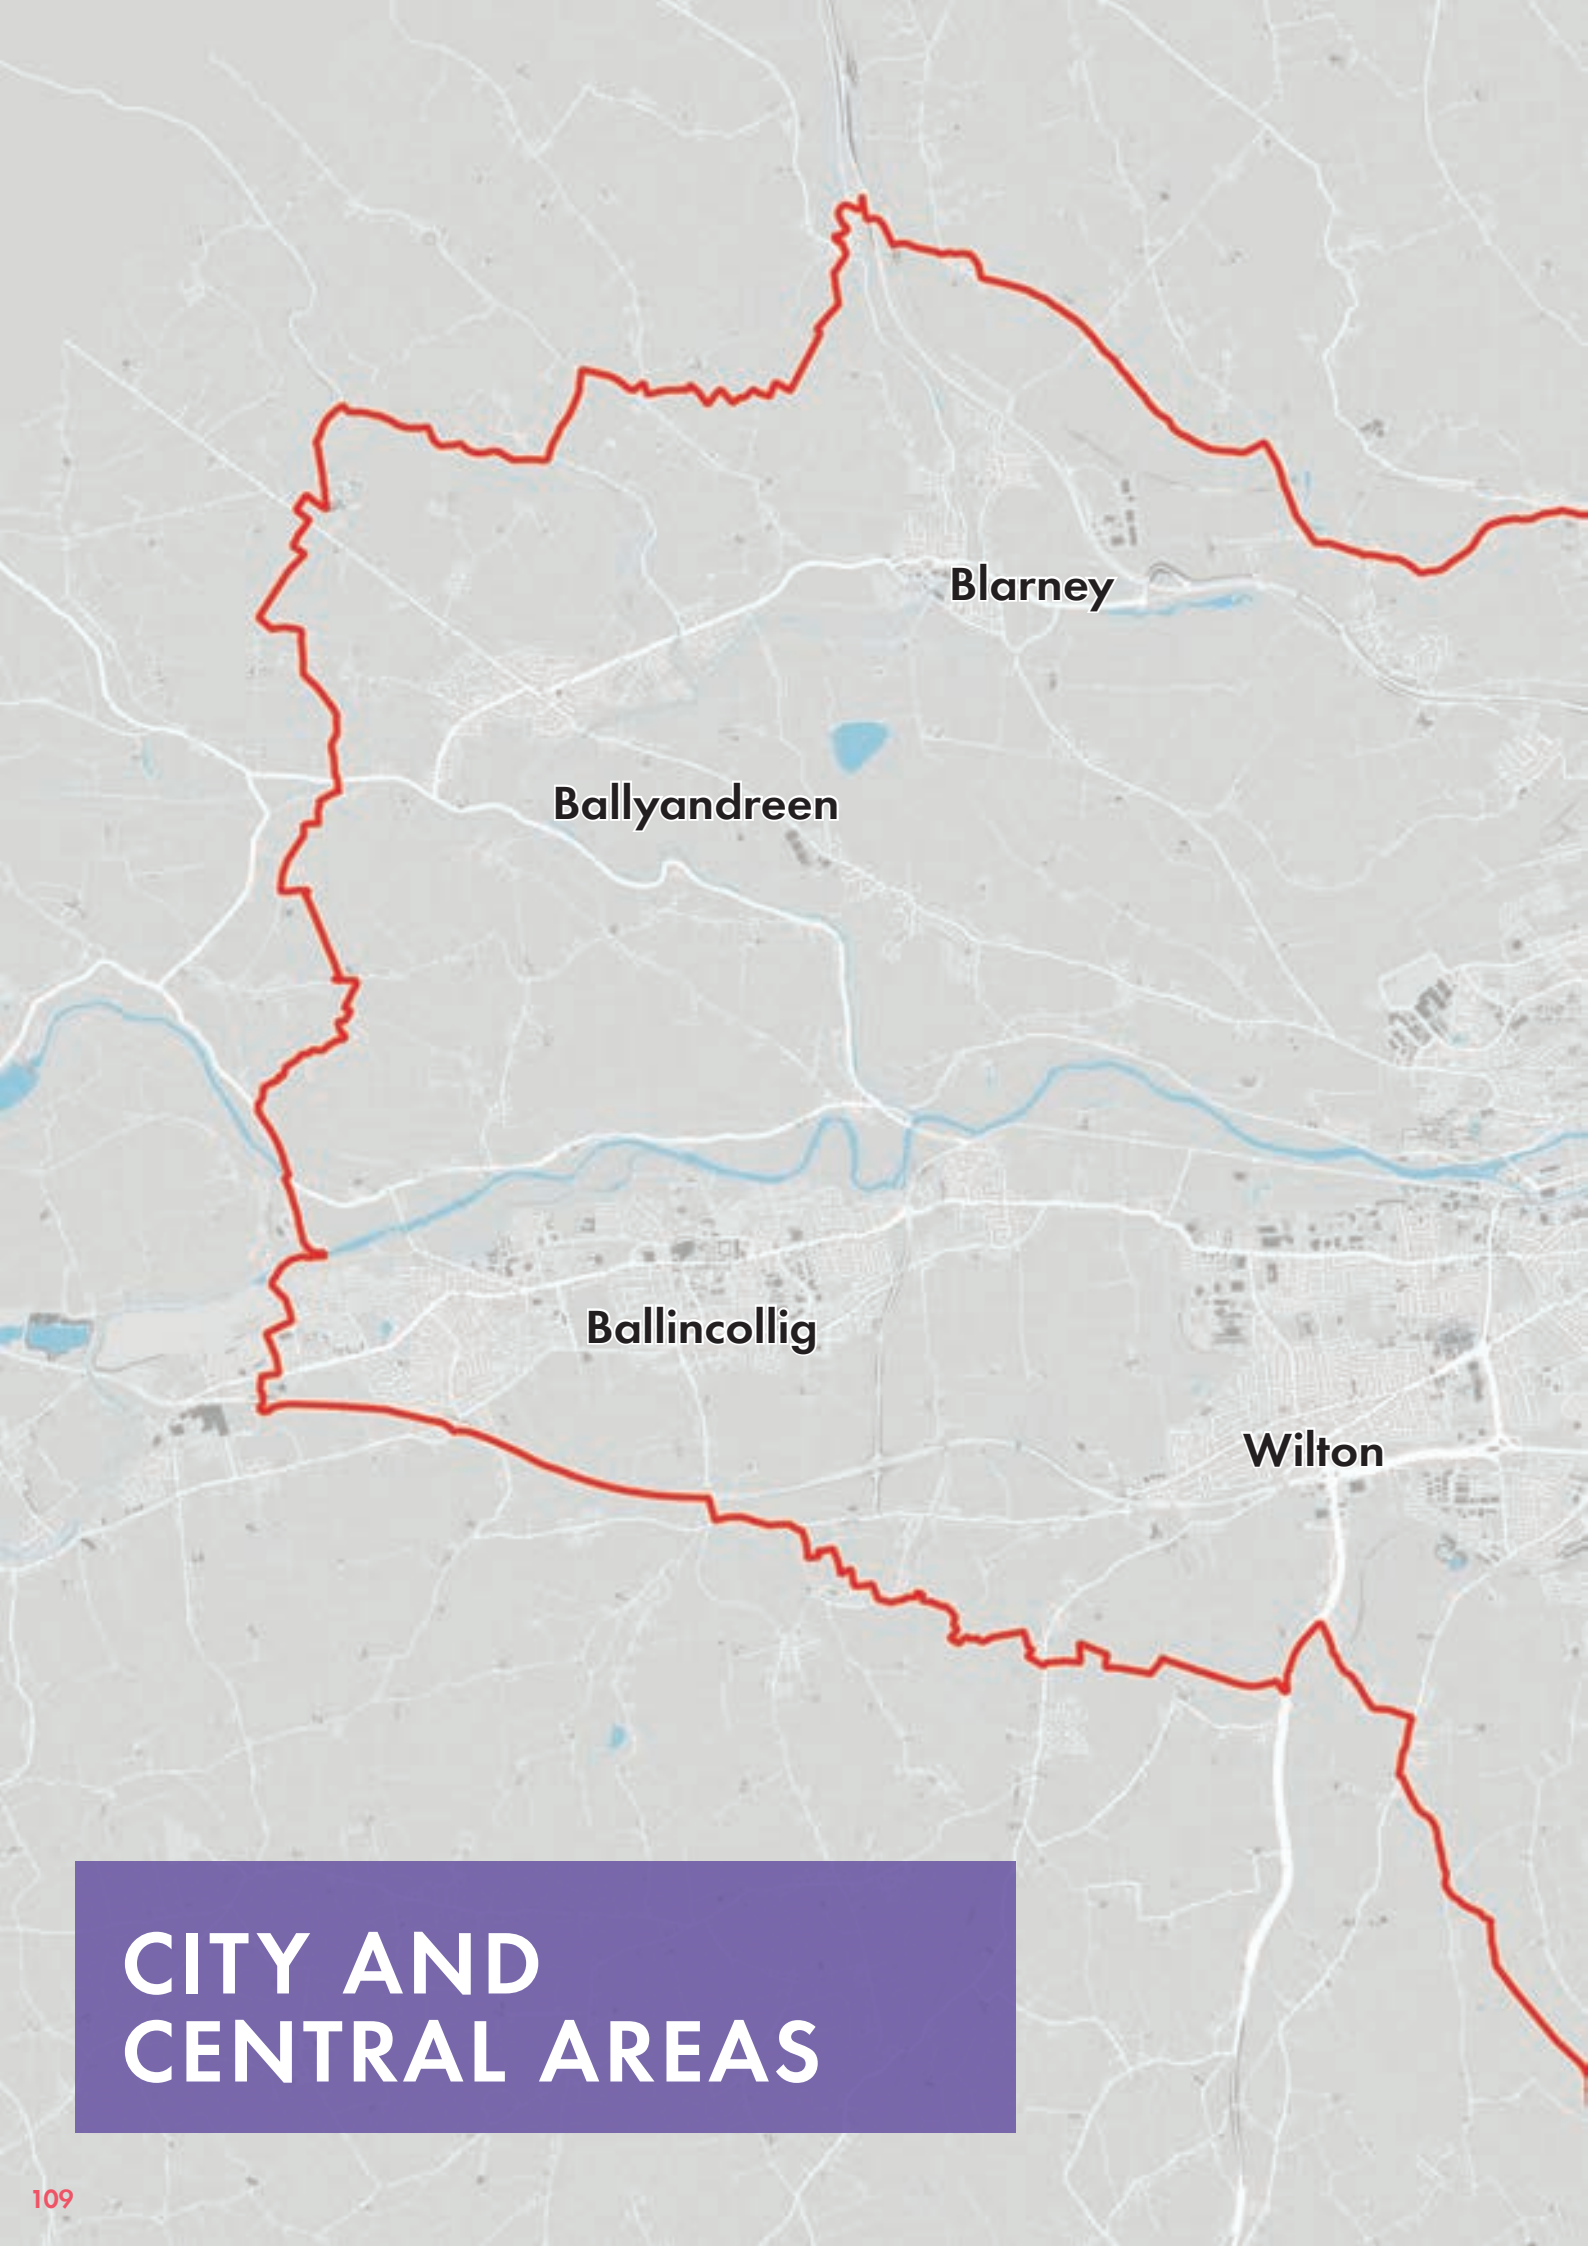 Blarney
Ballyandreen
Ballincollig
Wilton
CITY AND
CENTRAL AREAS
109